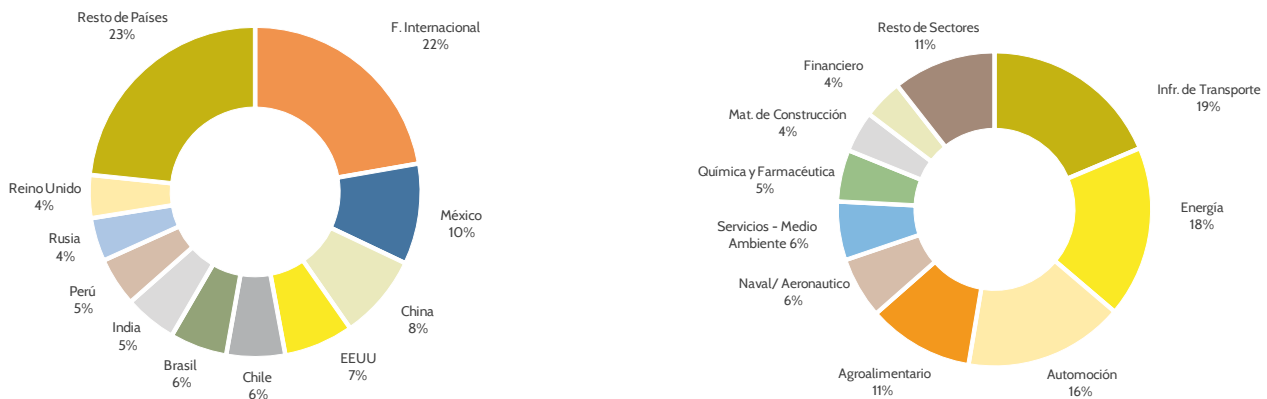 Resto de Países
23%
F. Internacional
22%
México
10%
China
8%
EEUU
7%
Chile
6%
Brasil
6%
India
5%
Perú
5%
Rusia
4%
Reino Unido
4%
Resto de Sectores
11%
Infr. de Transporte
19%
Energía
18%
Automoción
16%
Agroalimentario
11%
Naval/ Aeronautico
6%
Servicios - Medio
Ambiente 6%
Química y Farmacéutica
5%
Mat. de Construcción
4%
Financiero
4%